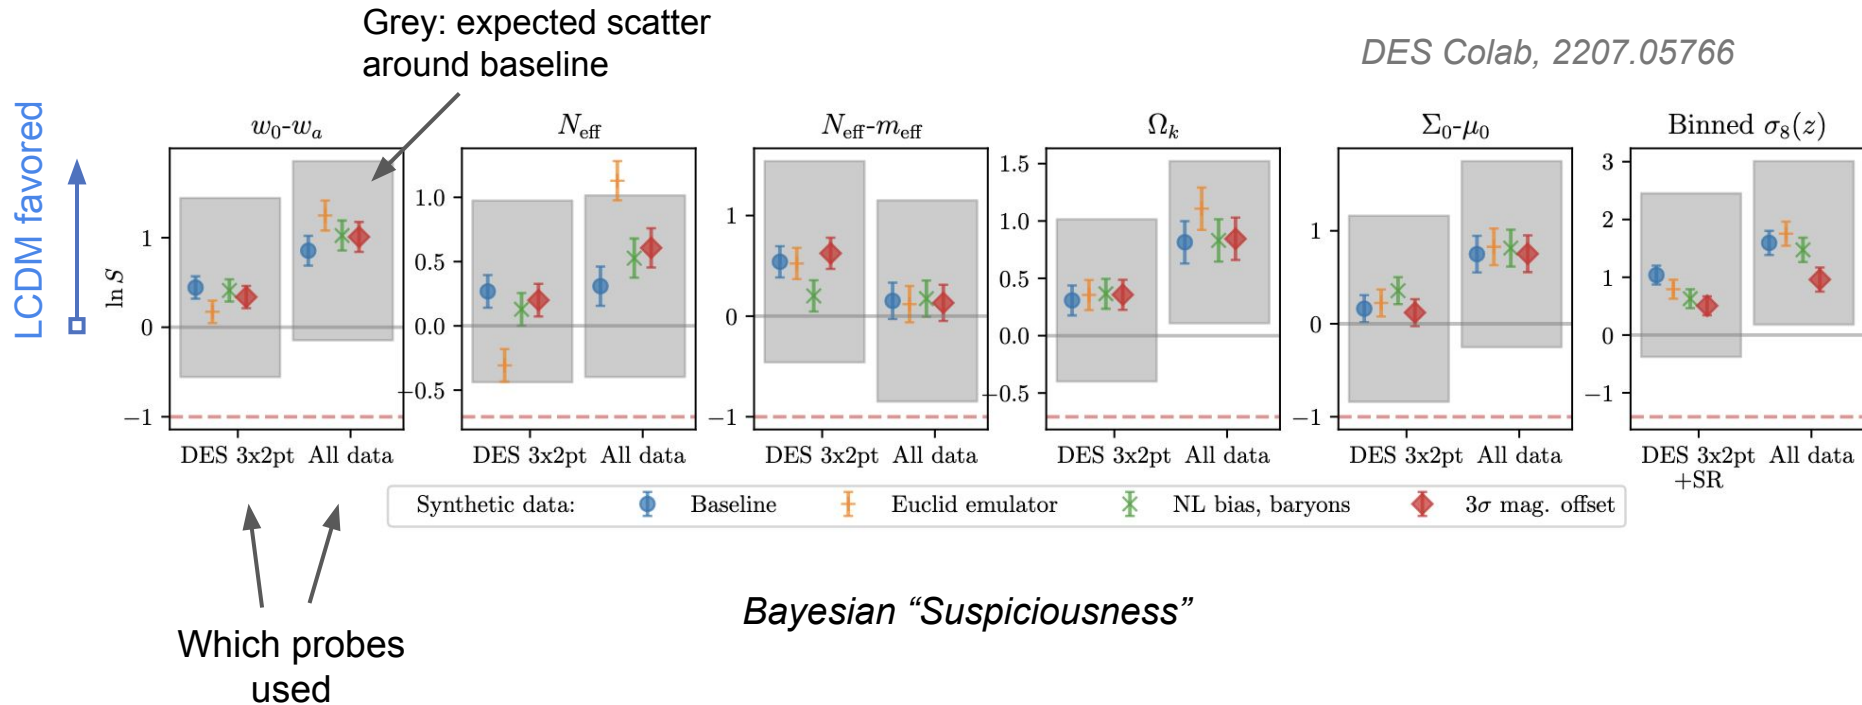 Grey: expected scatter
around baseline
DES Colab, 2207.05766
LCDM favored
ln S
w₀-wₐ
1
0
−1
DES 3x2pt All data
N_eff
1.0
0.5
0.0
−0.5
DES 3x2pt All data
N_eff-m_eff
1
0
−1
DES 3x2pt All data
Ω_k
1.5
1.0
0.5
0.0
−0.5
DES 3x2pt All data
Σ₀-μ₀
1
0
−1
DES 3x2pt All data
Binned σ₈(z)
3
2
1
0
−1
DES 3x2pt All data
+SR
Synthetic data: Baseline Euclid emulator NL bias, baryons 3σ mag. offset
Which probes
used
Bayesian “Suspiciousness”